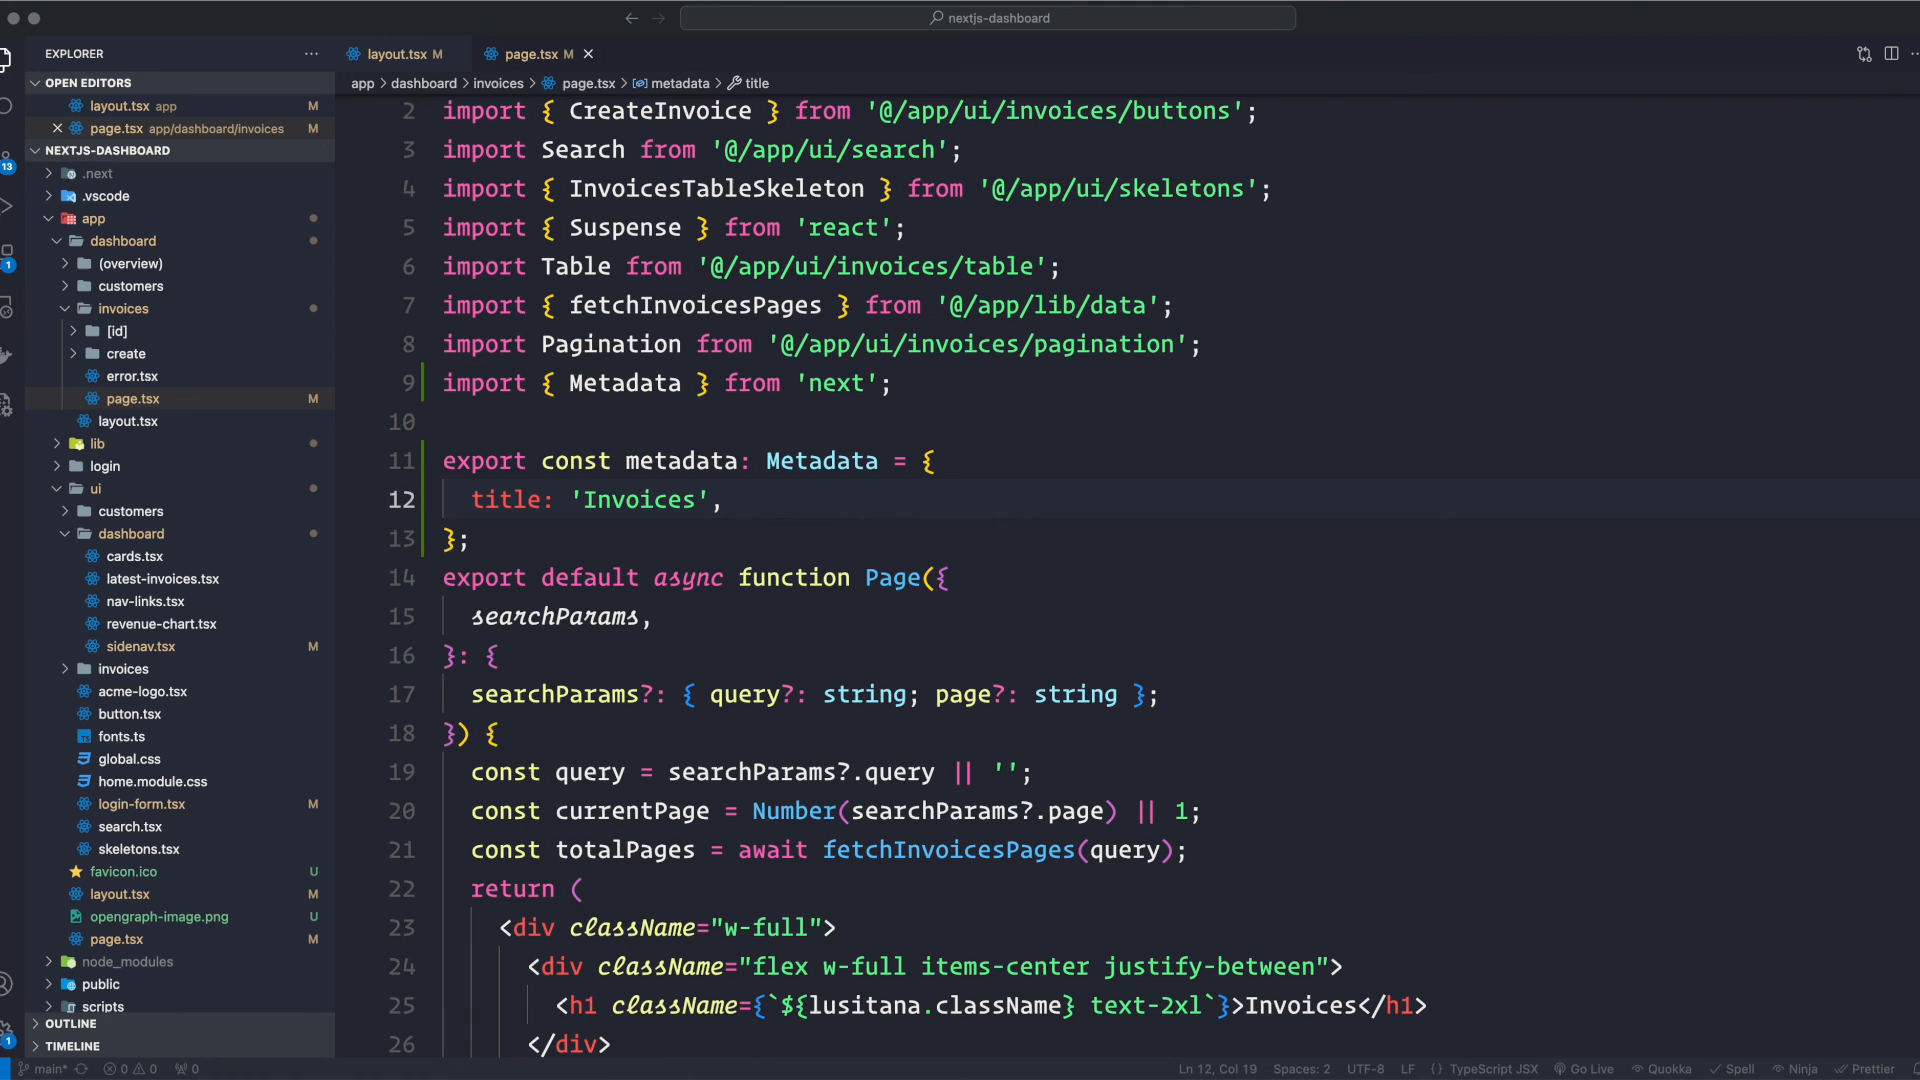 nextjs-dashboard
EXPLORER
layout.tsx M
page.tsx M
OPEN EDITORS
app > dashboard > invoices > page.tsx > metadata > title
layout.tsx app M
page.tsx app/dashboard/invoices M
NEXTJS-DASHBOARD
.next
.vscode
app
dashboard
(overview)
customers
invoices
[id]
create
error.tsx
page.tsx M
layout.tsx
lib
login
ui
customers
dashboard
cards.tsx
latest-invoices.tsx
nav-links.tsx
revenue-chart.tsx
sidenav.tsx M
invoices
acme-logo.tsx
button.tsx
fonts.ts
global.css
home.module.css
login-form.tsx M
search.tsx
skeletons.tsx
favicon.ico U
layout.tsx M
opengraph-image.png U
page.tsx M
node_modules
public
scripts
OUTLINE
TIMELINE
13
1
1
2 import { CreateInvoice } from '@/app/ui/invoices/buttons';
3 import Search from '@/app/ui/search';
4 import { InvoicesTableSkeleton } from '@/app/ui/skeletons';
5 import { Suspense } from 'react';
6 import Table from '@/app/ui/invoices/table';
7 import { fetchInvoicesPages } from '@/app/lib/data';
8 import Pagination from '@/app/ui/invoices/pagination';
9 import { Metadata } from 'next';
10
11 export const metadata: Metadata = {
12 title: 'Invoices',
13 };
14 export default async function Page({
15 searchParams,
16 }: {
17 searchParams?: { query?: string; page?: string };
18 }) {
19 const query = searchParams?.query || '';
20 const currentPage = Number(searchParams?.page) || 1;
21 const totalPages = await fetchInvoicesPages(query);
22 return (
23 <div className="w-full">
24 <div className="flex w-full items-center justify-between">
25 <h1 className={`${lusitana.className} text-2xl`}>Invoices</h1>
26 </div>
main* 0 0 0 Ln 12, Col 19 Spaces: 2 UTF-8 LF {} TypeScript JSX Go Live Quokka Spell Ninja Prettier